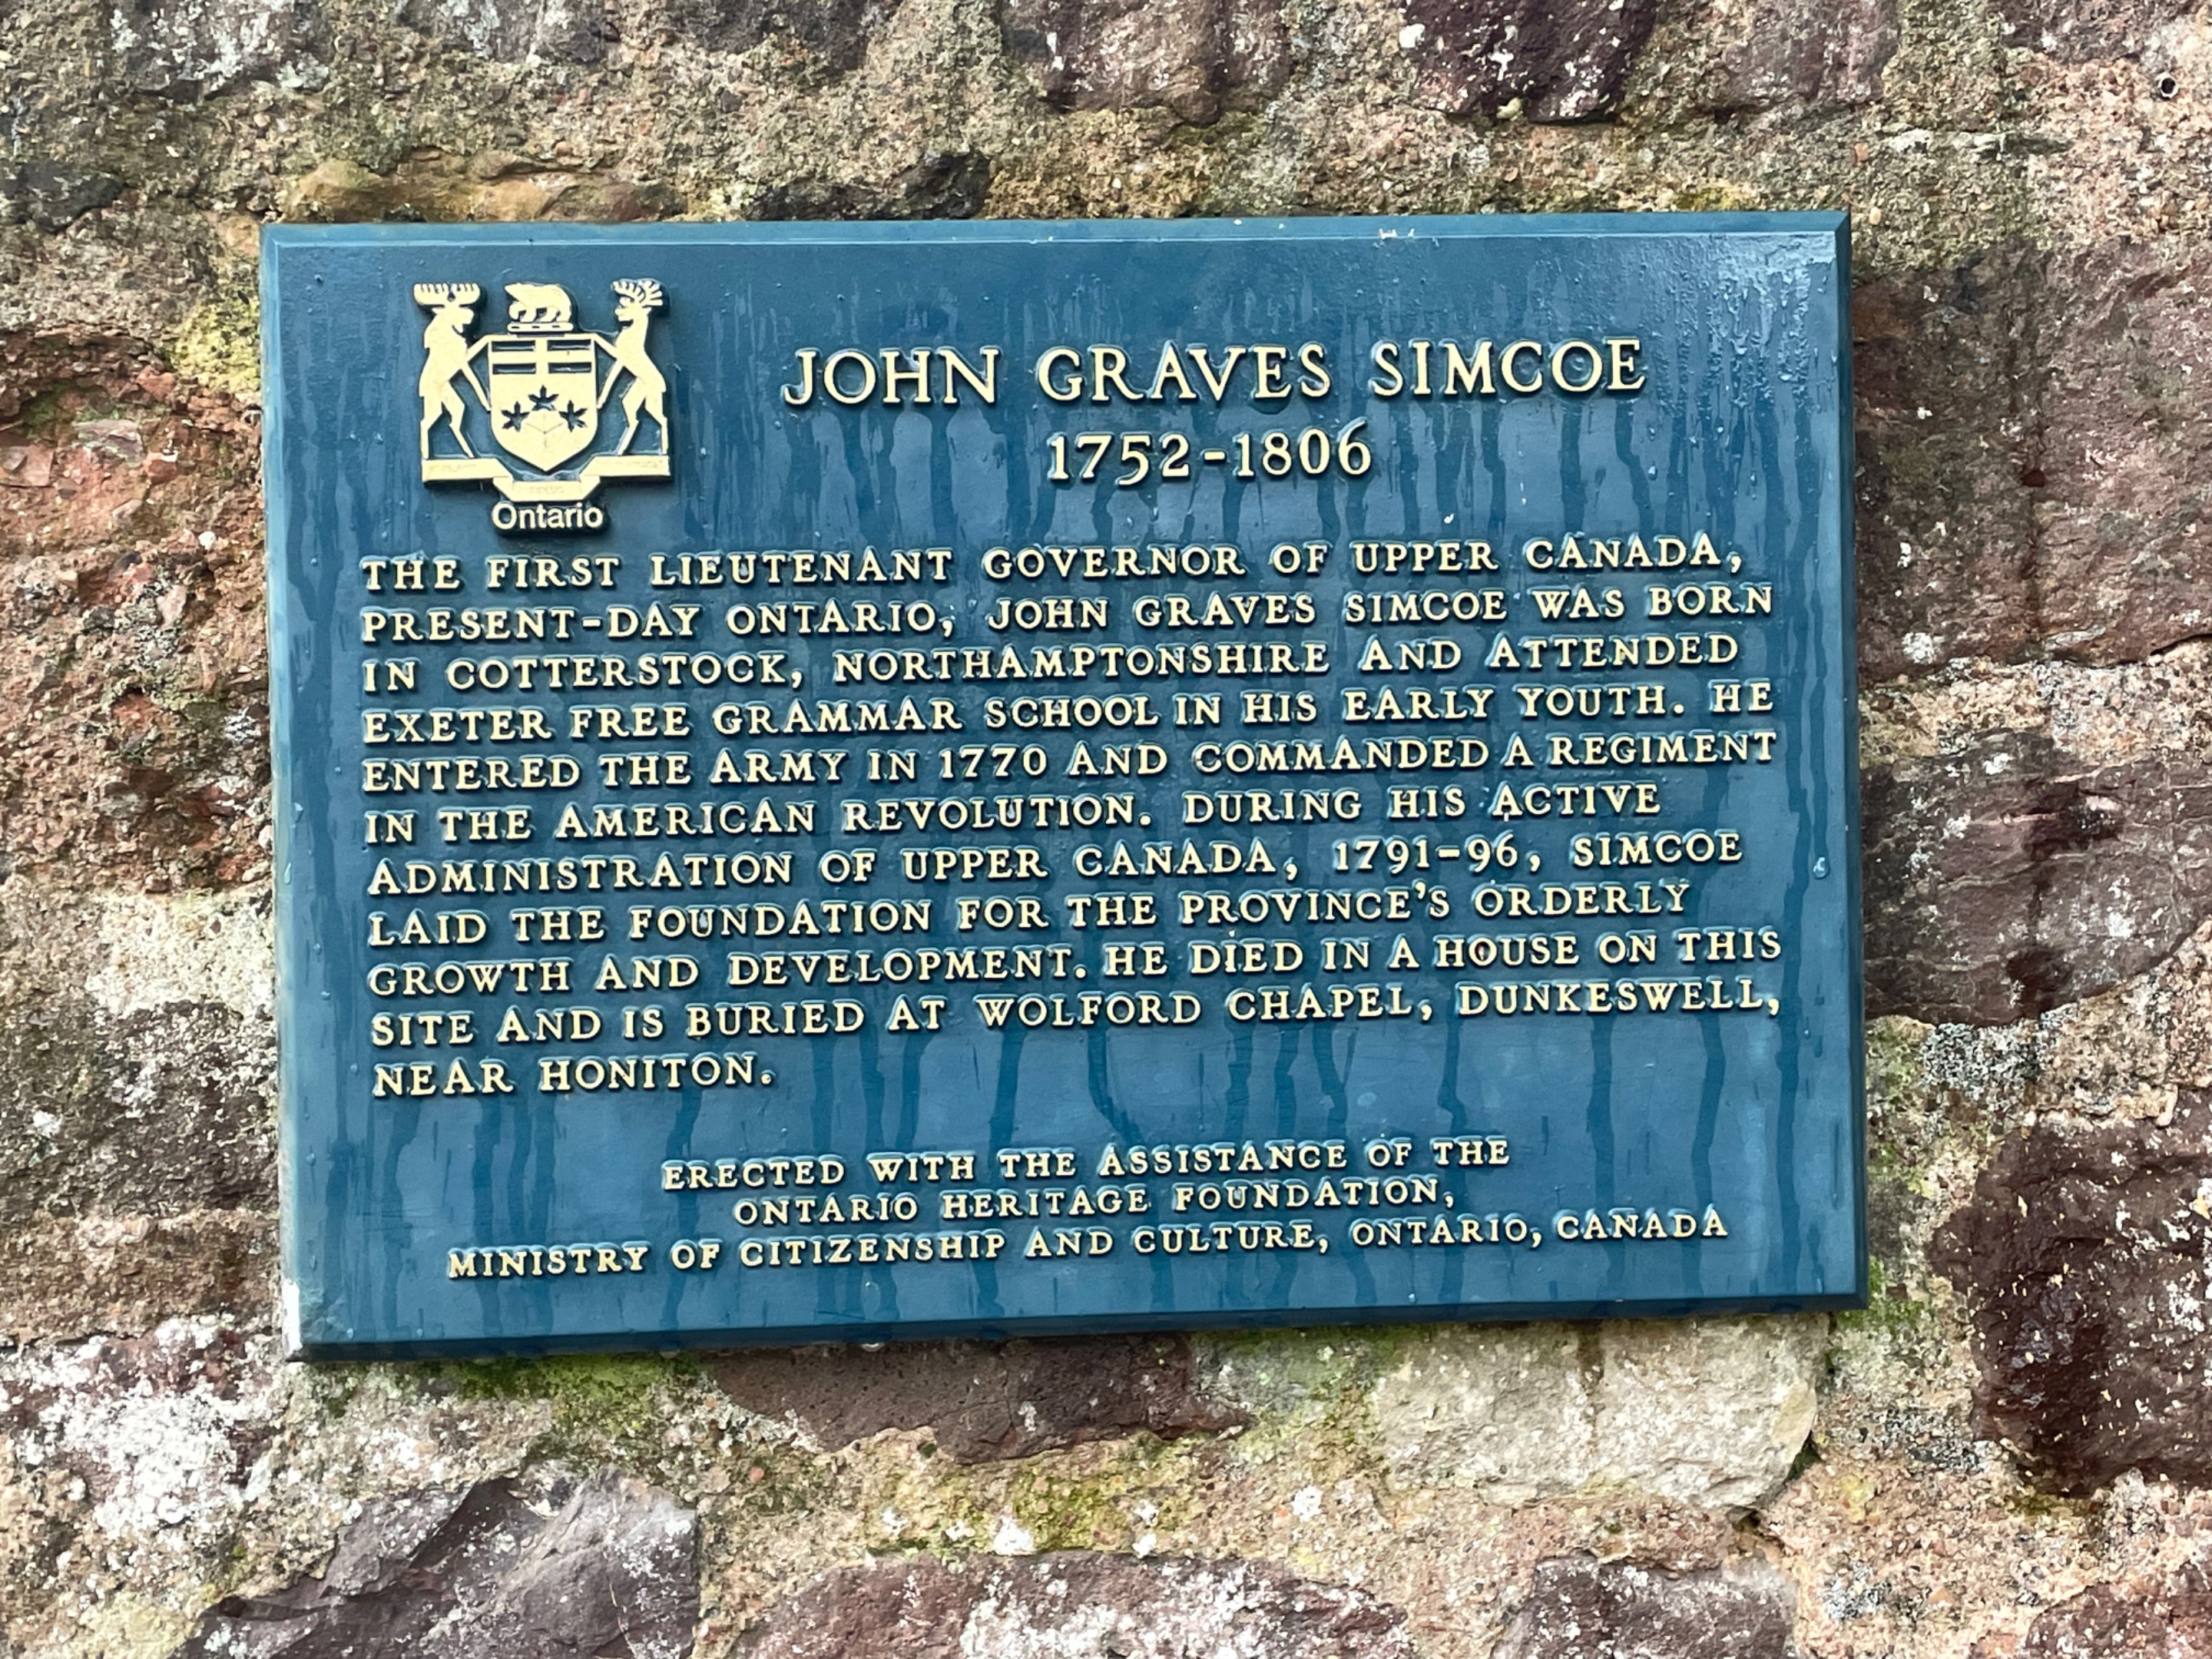 Ontario
JOHN GRAVES SIMCOE
1752-1806
THE FIRST LIEUTENANT GOVERNOR OF UPPER CANADA,
PRESENT-DAY ONTARIO, JOHN GRAVES SIMCOE WAS BORN
IN COTTERSTOCK, NORTHAMPTONSHIRE AND ATTENDED
EXETER FREE GRAMMAR SCHOOL IN HIS EARLY YOUTH. HE
ENTERED THE ARMY IN 1770 AND COMMANDED A REGIMENT
IN THE AMERICAN REVOLUTION. DURING HIS ACTIVE
ADMINISTRATION OF UPPER CANADA, 1791-96, SIMCOE
LAID THE FOUNDATION FOR THE PROVINCE'S ORDERLY
GROWTH AND DEVELOPMENT. HE DIED IN A HOUSE ON THIS
SITE AND IS BURIED AT WOLFORD CHAPEL, DUNKESWELL,
NEAR HONITON.
ERECTED WITH THE ASSISTANCE OF THE
ONTARIO HERITAGE FOUNDATION,
MINISTRY OF CITIZENSHIP AND CULTURE, ONTARIO, CANADA